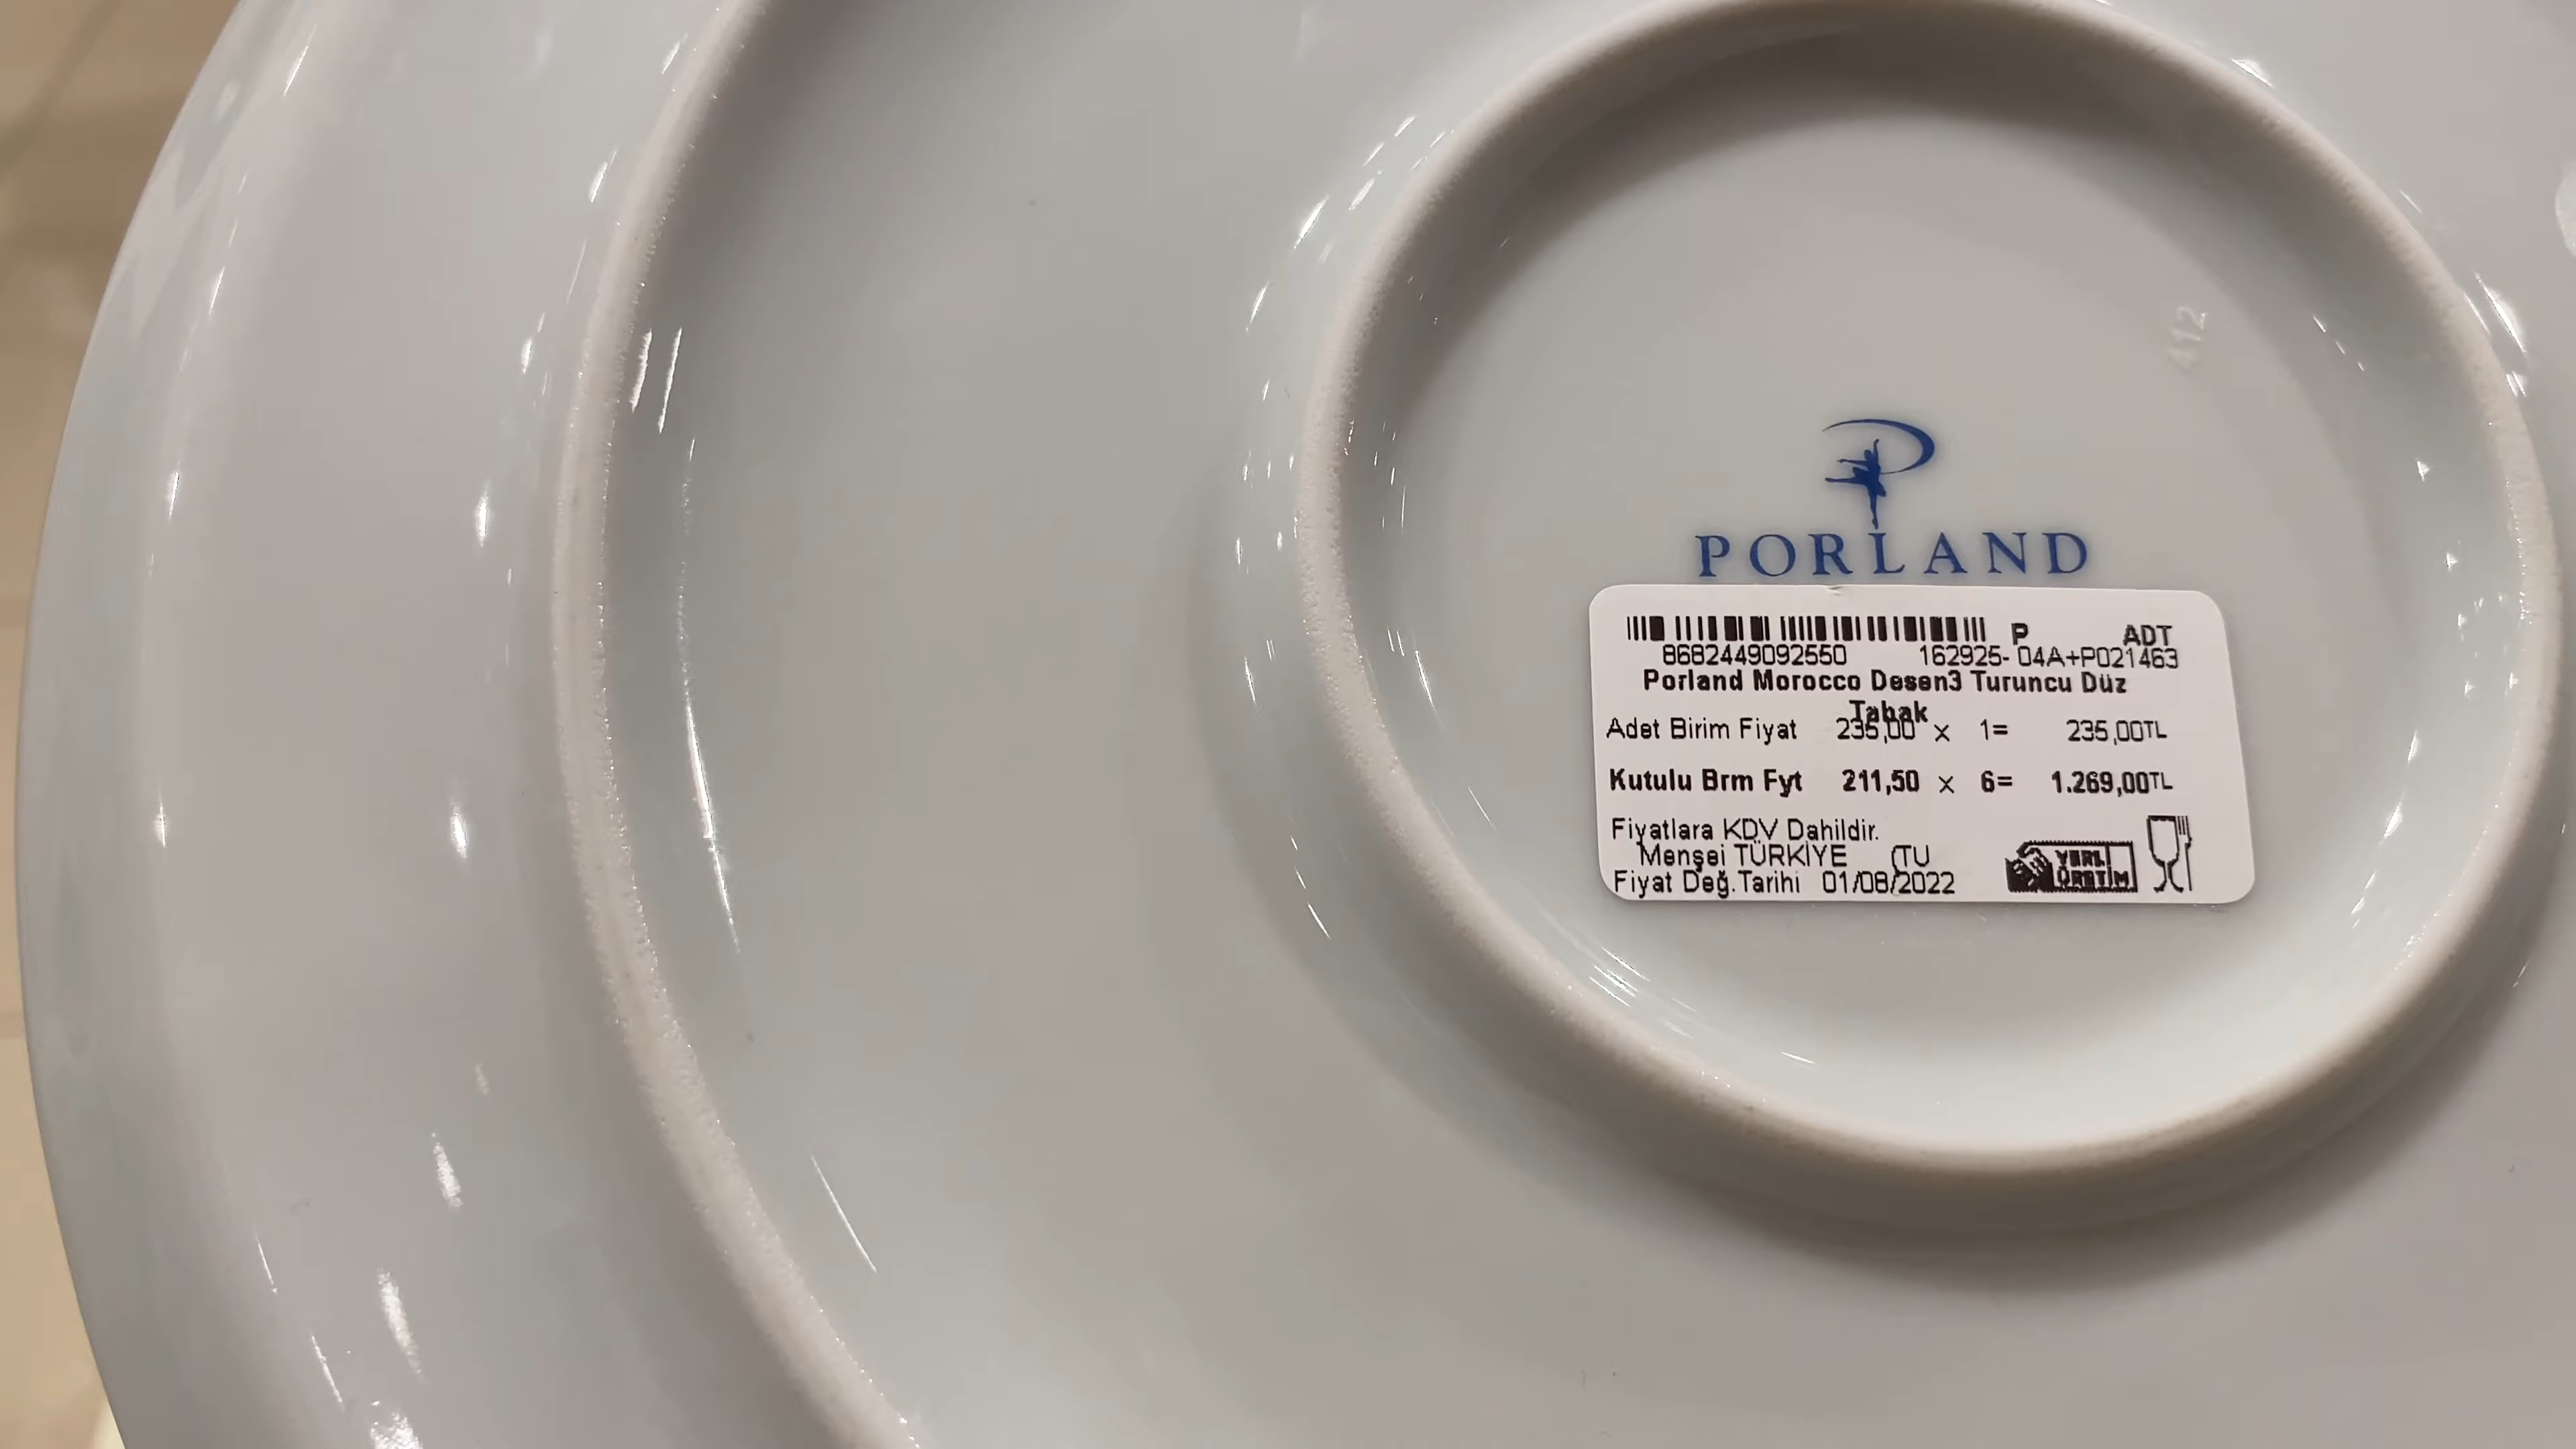 412
PORLAND
P ADT
8682449092550 162925-04A+P021463
Porland Morocco Desen3 Turuncu Düz
Tabak
Adet Birim Fiyat 235,00 x 1= 235,00TL
Kutulu Brm Fyt 211,50 x 6= 1.269,00TL
Fiyatlara KDV Dahildir.
Menşei TÜRKİYE (TU
Fiyat Değ.Tarihi 01/08/2022
YERLİ
ÜRETİM